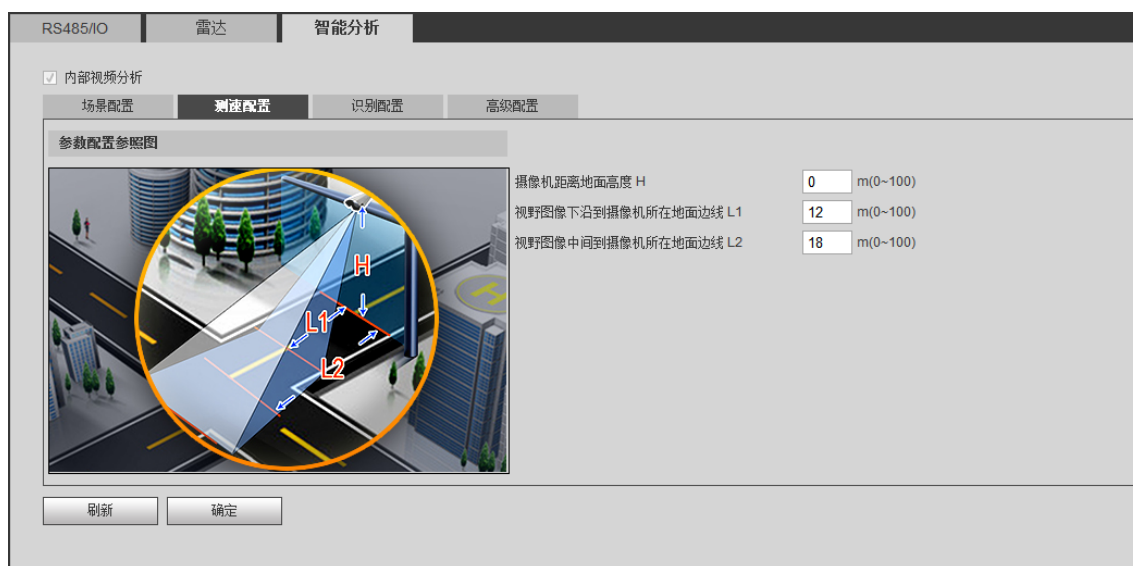 RS485/IO 雷达 智能分析
内部视频分析
场景配置 测速配置 识别配置 高级配置
参数配置参照图
摄像机距离地面高度 H 0 m(0~100)
视野图像下沿到摄像机所在地面边线 L1 12 m(0~100)
视野图像中间到摄像机所在地面边线 L2 18 m(0~100)
H
L1
L2
刷新 确定